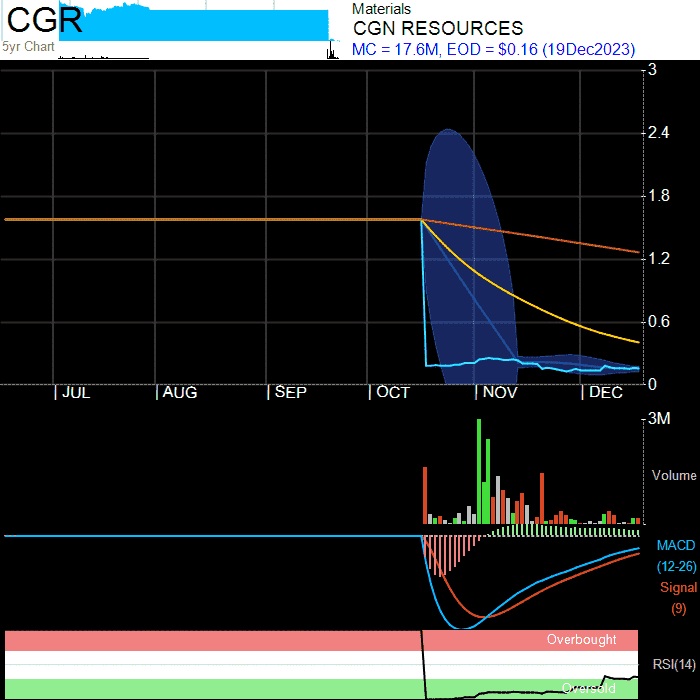 CGR
5yr Chart
Materials
CGN RESOURCES
MC = 17.6M, EOD = $0.16 (19Dec2023)
3
2.4
1.8
1.2
0.6
0
JUL AUG SEP OCT NOV DEC
3M
Volume
MACD
(12-26)
Signal
(9)
Overbought
RSI(14)
Oversold